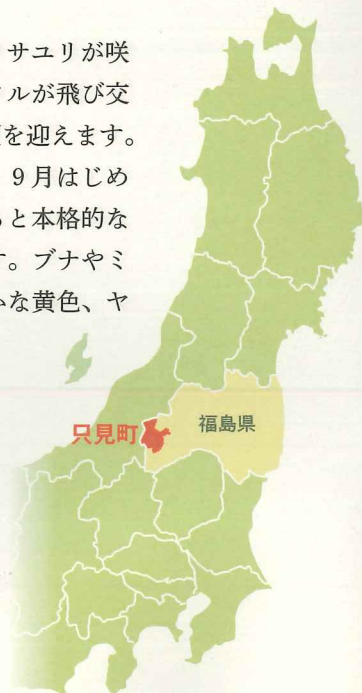 サユリが咲
ルが飛び交
を迎えます。
9月はじめ
ると本格的な
す。ブナやミ
な黄色、ヤ
只見町
福島県